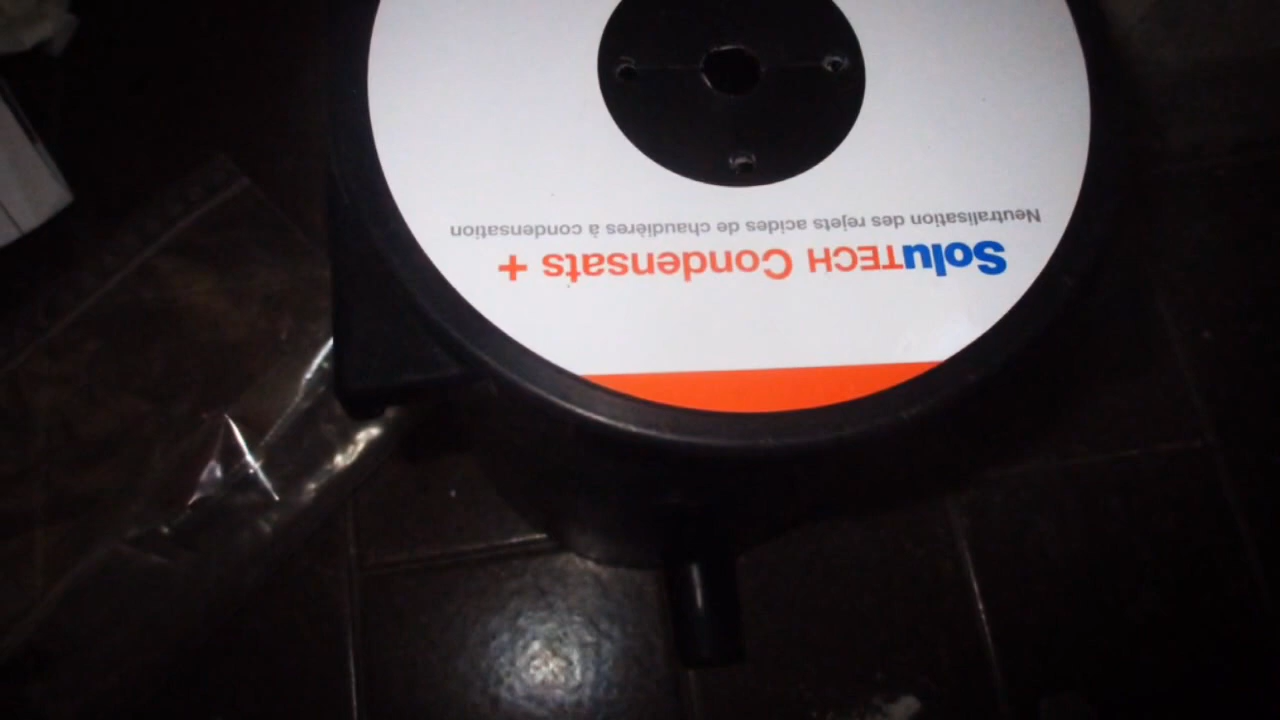 SoluTECH Condensats +
Neutralisation des rejets acides de chaudières à condensation